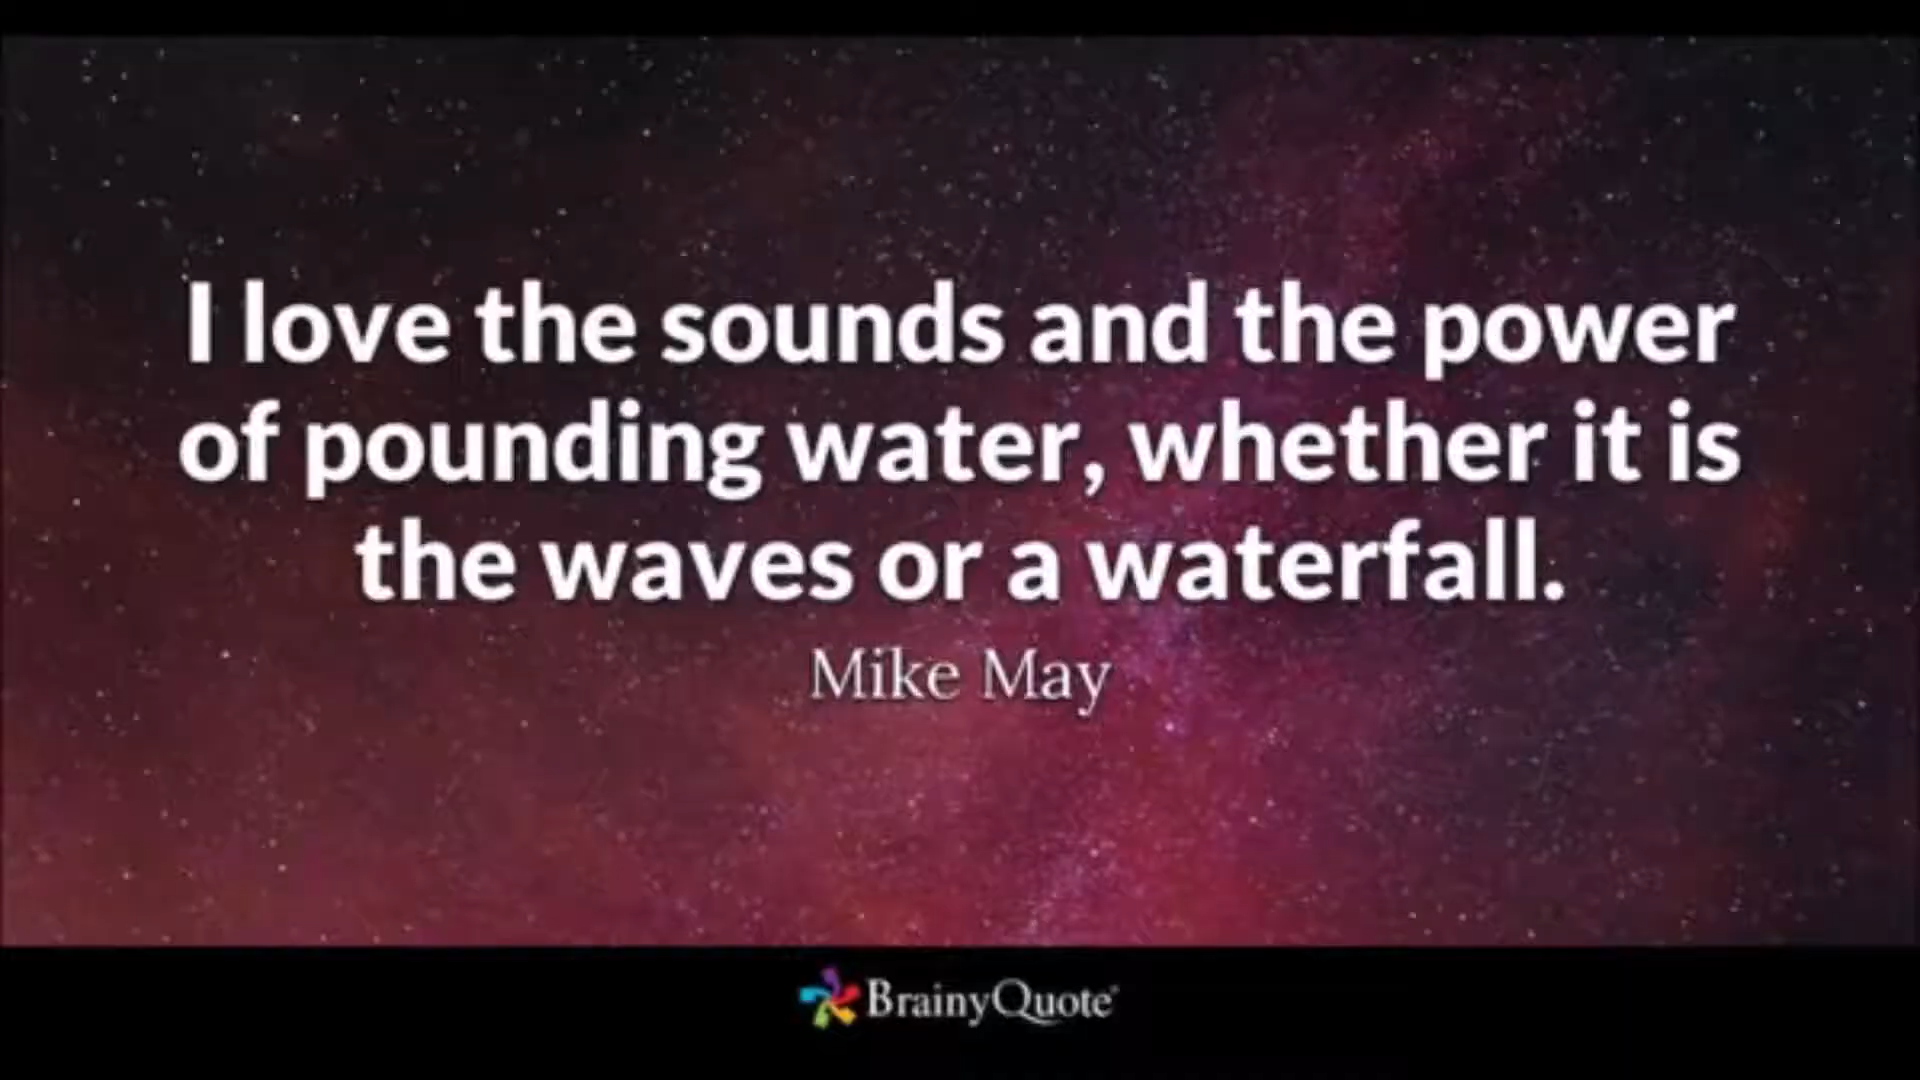 I love the sounds and the power
of pounding water, whether it is
the waves or a waterfall.
Mike May
BrainyQuote®